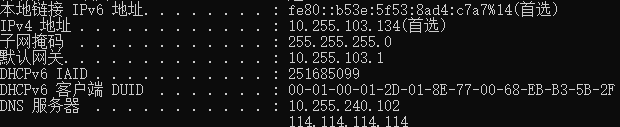 本地链接 IPv6 地址. . . . . . . . : fe80::b53e:5f53:8ad4:c7a7%14(首选)
IPv4 地址 . . . . . . . . . . . . : 10.255.103.134(首选)
子网掩码  . . . . . . . . . . . . : 255.255.255.0
默认网关. . . . . . . . . . . . . : 10.255.103.1
DHCPv6 IAID . . . . . . . . . . . : 251685099
DHCPv6 客户端 DUID  . . . . . . . : 00-01-00-01-2D-01-8E-77-00-68-EB-B3-5B-2F
DNS 服务器  . . . . . . . . . . . : 10.255.240.102
114.114.114.114